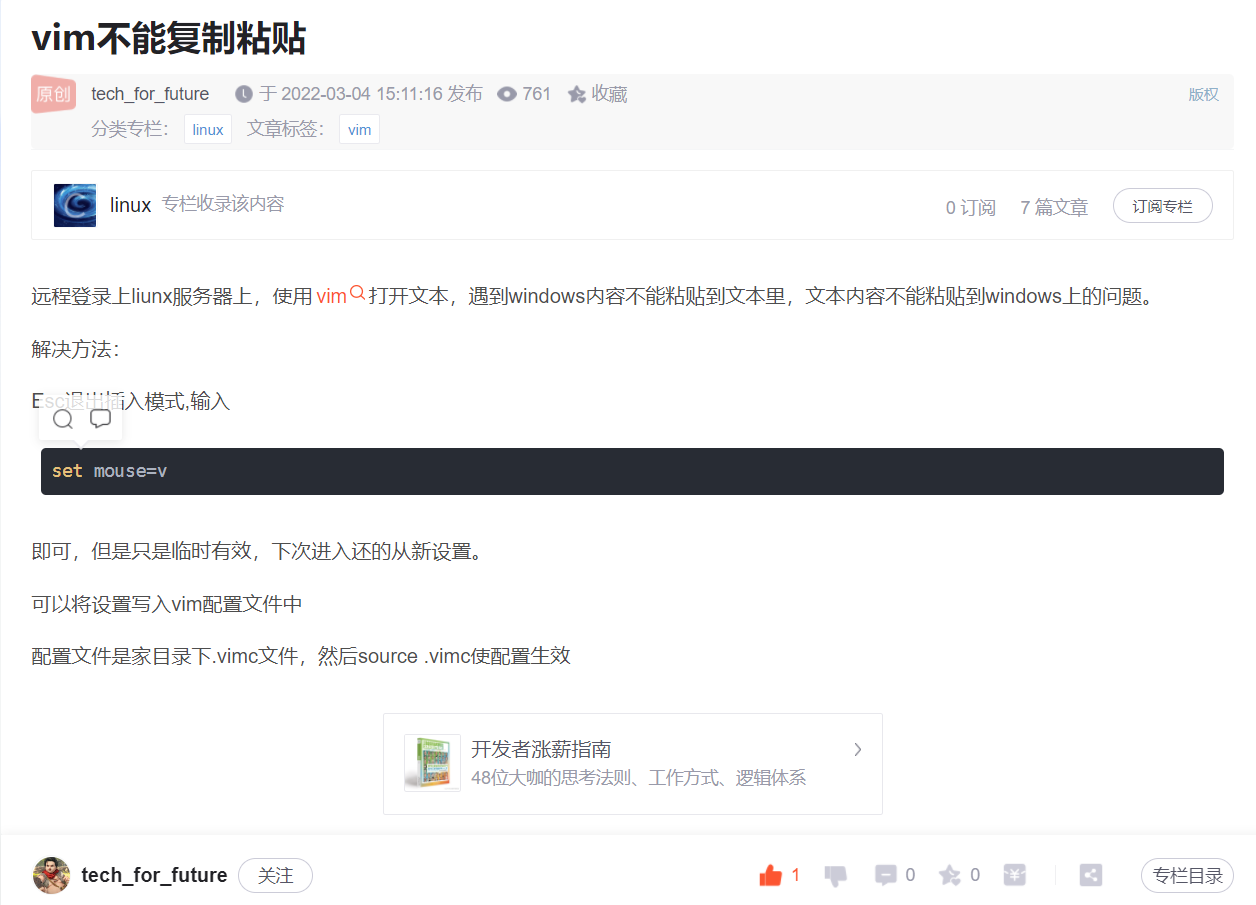 vim不能复制粘贴
原创 tech_for_future 于 2022-03-04 15:11:16 发布 761 收藏 版权
分类专栏： linux 文章标签： vim
linux 专栏收录该内容 0 订阅 7 篇文章 订阅专栏
远程登录上liunx服务器上，使用 vim 打开文本，遇到windows内容不能粘贴到文本里，文本内容不能粘贴到windows上的问题。
解决方法：
Esc退出插入模式,输入
set mouse=v
即可，但是只是临时有效，下次进入还的从新设置。
可以将设置写入vim配置文件中
配置文件是家目录下.vimc文件，然后source .vimc使配置生效
开发者涨薪指南
48位大咖的思考法则、工作方式、逻辑体系
tech_for_future 关注 1 0 0 专栏目录